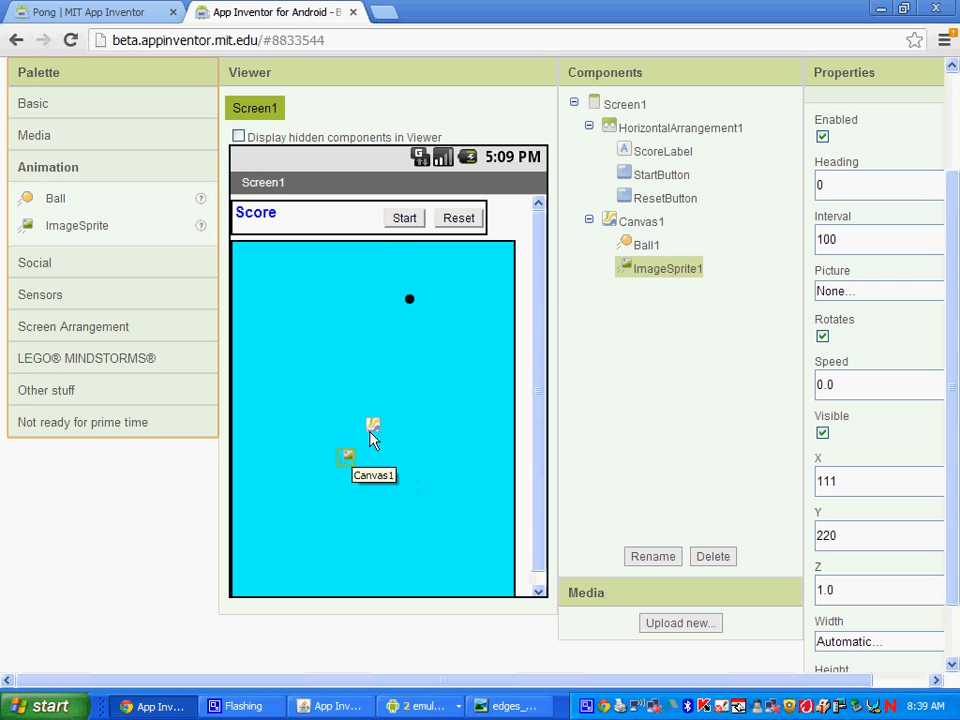 Pong | MIT App Inventor
App Inventor for Android - B
beta.appinventor.mit.edu/#8833544
Palette
Basic
Media
Animation
Ball
ImageSprite
Social
Sensors
Screen Arrangement
LEGO® MINDSTORMS®
Other stuff
Not ready for prime time
Viewer
Screen1
Display hidden components in Viewer
5:09 PM
Screen1
Score
Start
Reset
Canvas1
Components
Screen1
HorizontalArrangement1
ScoreLabel
StartButton
ResetButton
Canvas1
Ball1
ImageSprite1
Rename
Delete
Media
Upload new...
Properties
Enabled
Heading
0
Interval
100
Picture
None...
Rotates
Speed
0.0
Visible
X
111
Y
220
Z
1.0
Width
Automatic...
Height
start
App Inv...
Flashing
App Inv...
2 emul...
edges_...
8:39 AM